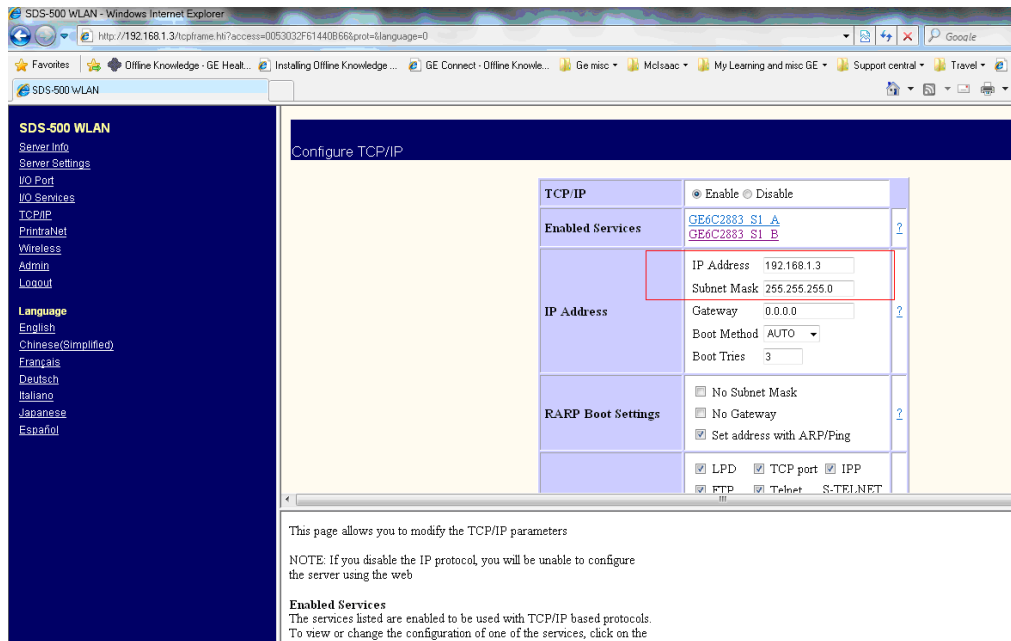 SDS-500 WLAN - Windows Internet Explorer
http://192.168.1.3/tcpframe.hti?access=0053032F61440B66&prot=&language=0
Google
Favorites Offline Knowledge - GE Healt... Installing Offline Knowledge ... GE Connect - Offline Knowle... Ge misc McIsaac My Learning and misc GE Support central Travel
SDS-500 WLAN
SDS-500 WLAN
Server Info
Server Settings
I/O Port
I/O Services
TCP/IP
PrintraNet
Wireless
Admin
Logout
Language
English
Chinese(Simplified)
Français
Deutsch
Italiano
Japanese
Español
Configure TCP/IP
TCP/IP
Enable Disable
Enabled Services
GE6C2883_S1_A
GE6C2883_S1_B
?
IP Address
IP Address 192.168.1.3
Subnet Mask 255.255.255.0
Gateway 0.0.0.0
Boot Method AUTO
Boot Tries 3
?
RARP Boot Settings
No Subnet Mask
No Gateway
Set address with ARP/Ping
?
LPD TCP port IPP
FTP Telnet S-TELNET
This page allows you to modify the TCP/IP parameters
NOTE: If you disable the IP protocol, you will be unable to configure
the server using the web
Enabled Services
The services listed are enabled to be used with TCP/IP based protocols.
To view or change the configuration of one of the services, click on the